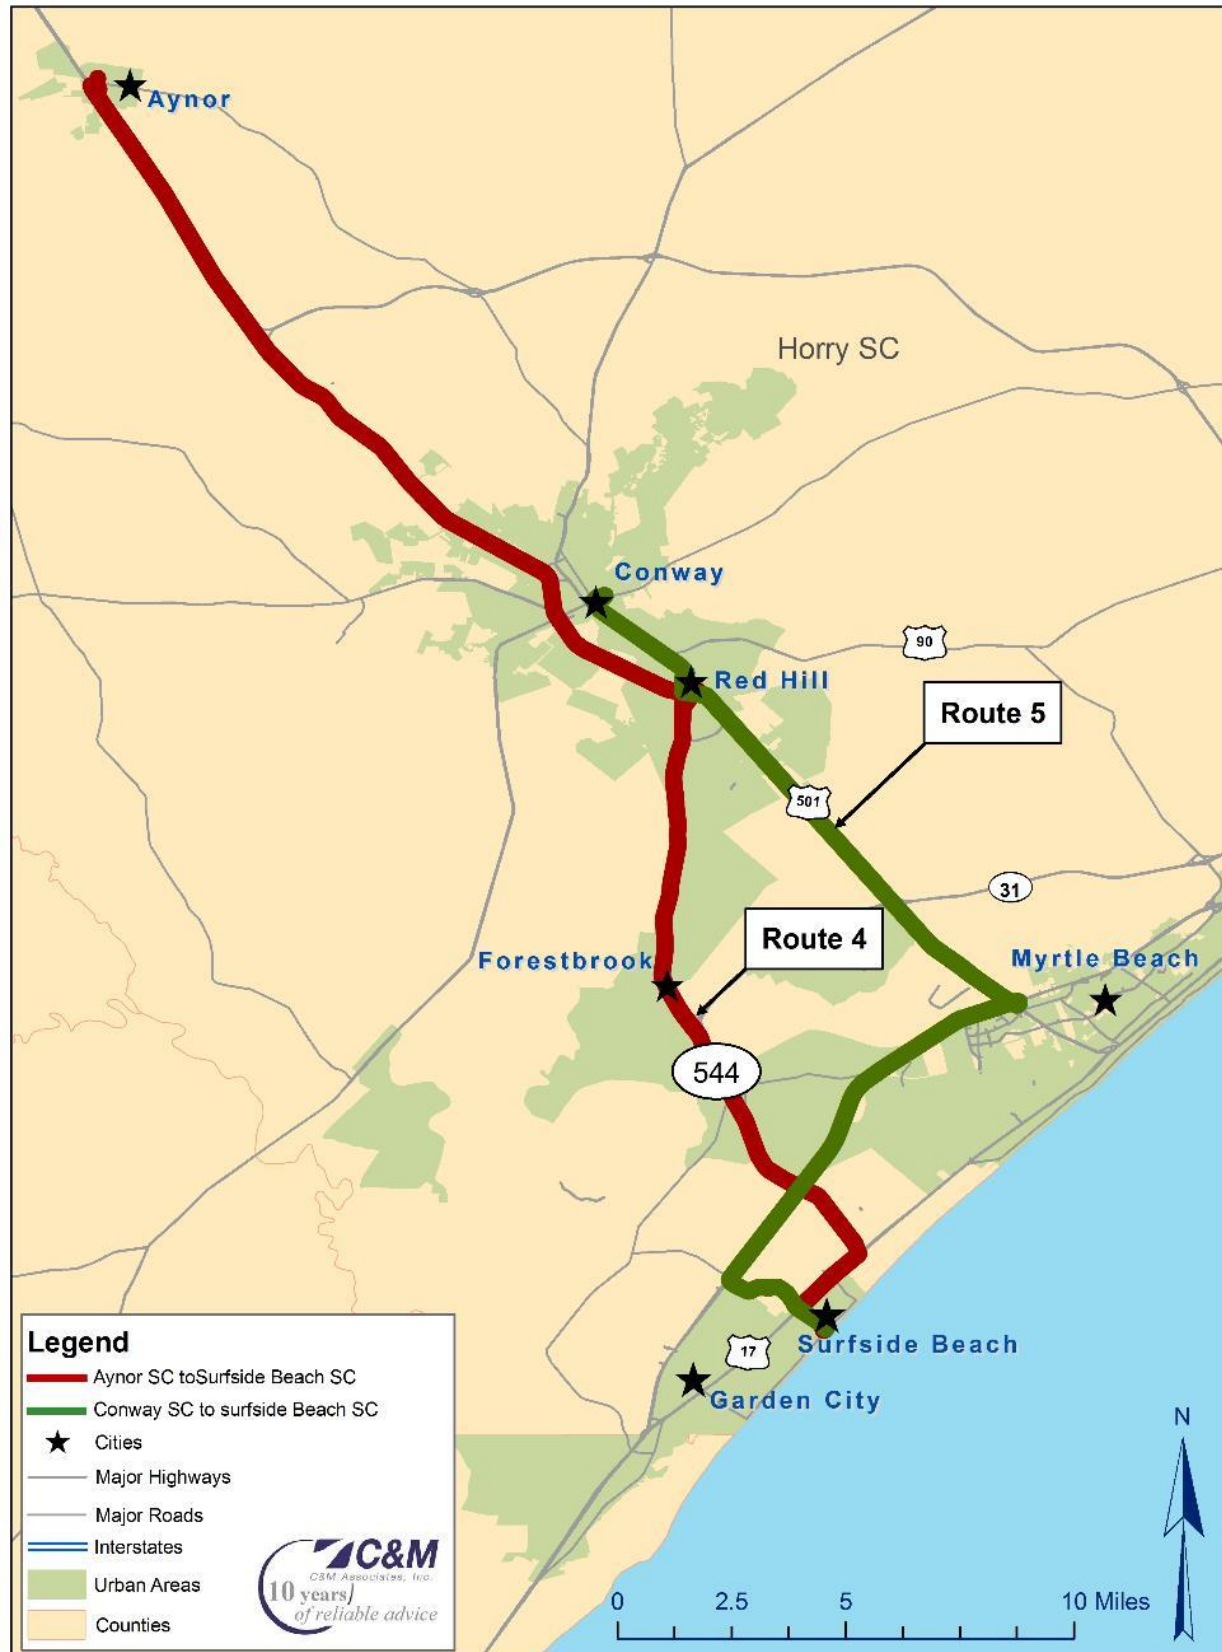 Aynor
Horry SC
Conway
90
Red Hill
Route 5
501
31
Route 4
Forestbrook
Myrtle Beach
544
Surfside Beach
17
Garden City
Legend
Aynor SC toSurfside Beach SC
Conway SC to surfside Beach SC
Cities
Major Highways
Major Roads
Interstates
Urban Areas
Counties
C&M
C&M Associates, Inc.
10 years
of reliable advice
N
0 2.5 5 10 Miles